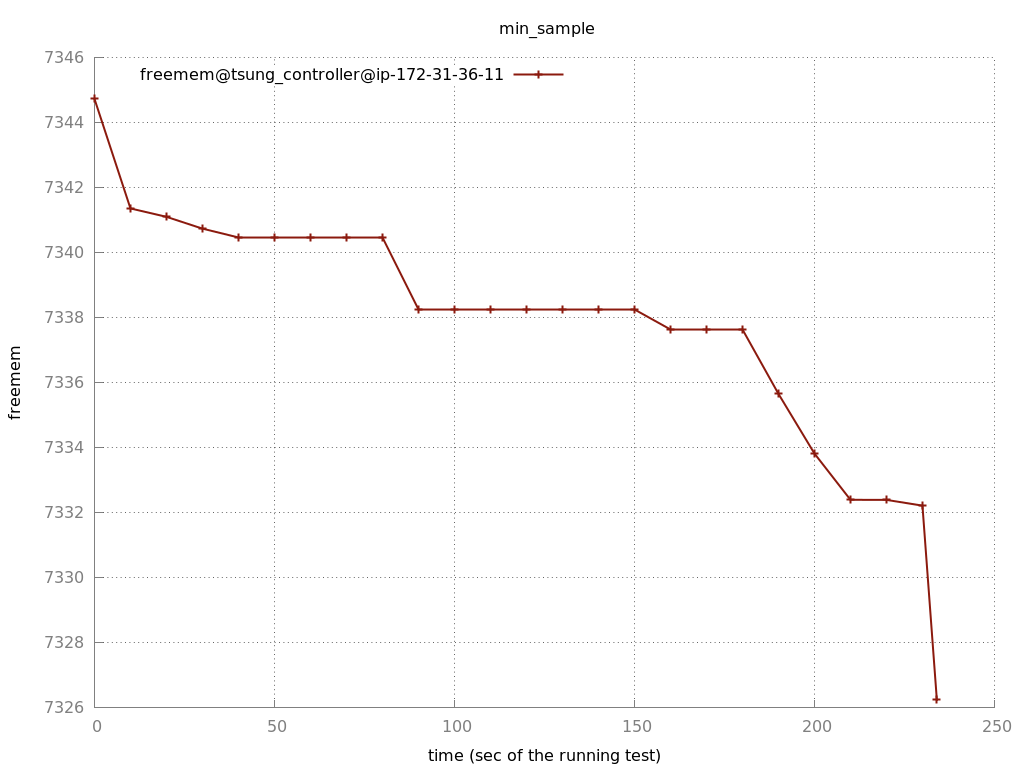 min_sample
freemem@tsung_controller@ip-172-31-36-11
7346
7344
7342
7340
7338
7336
7334
7332
7330
7328
7326
freemem
0 50 100 150 200 250
time (sec of the running test)